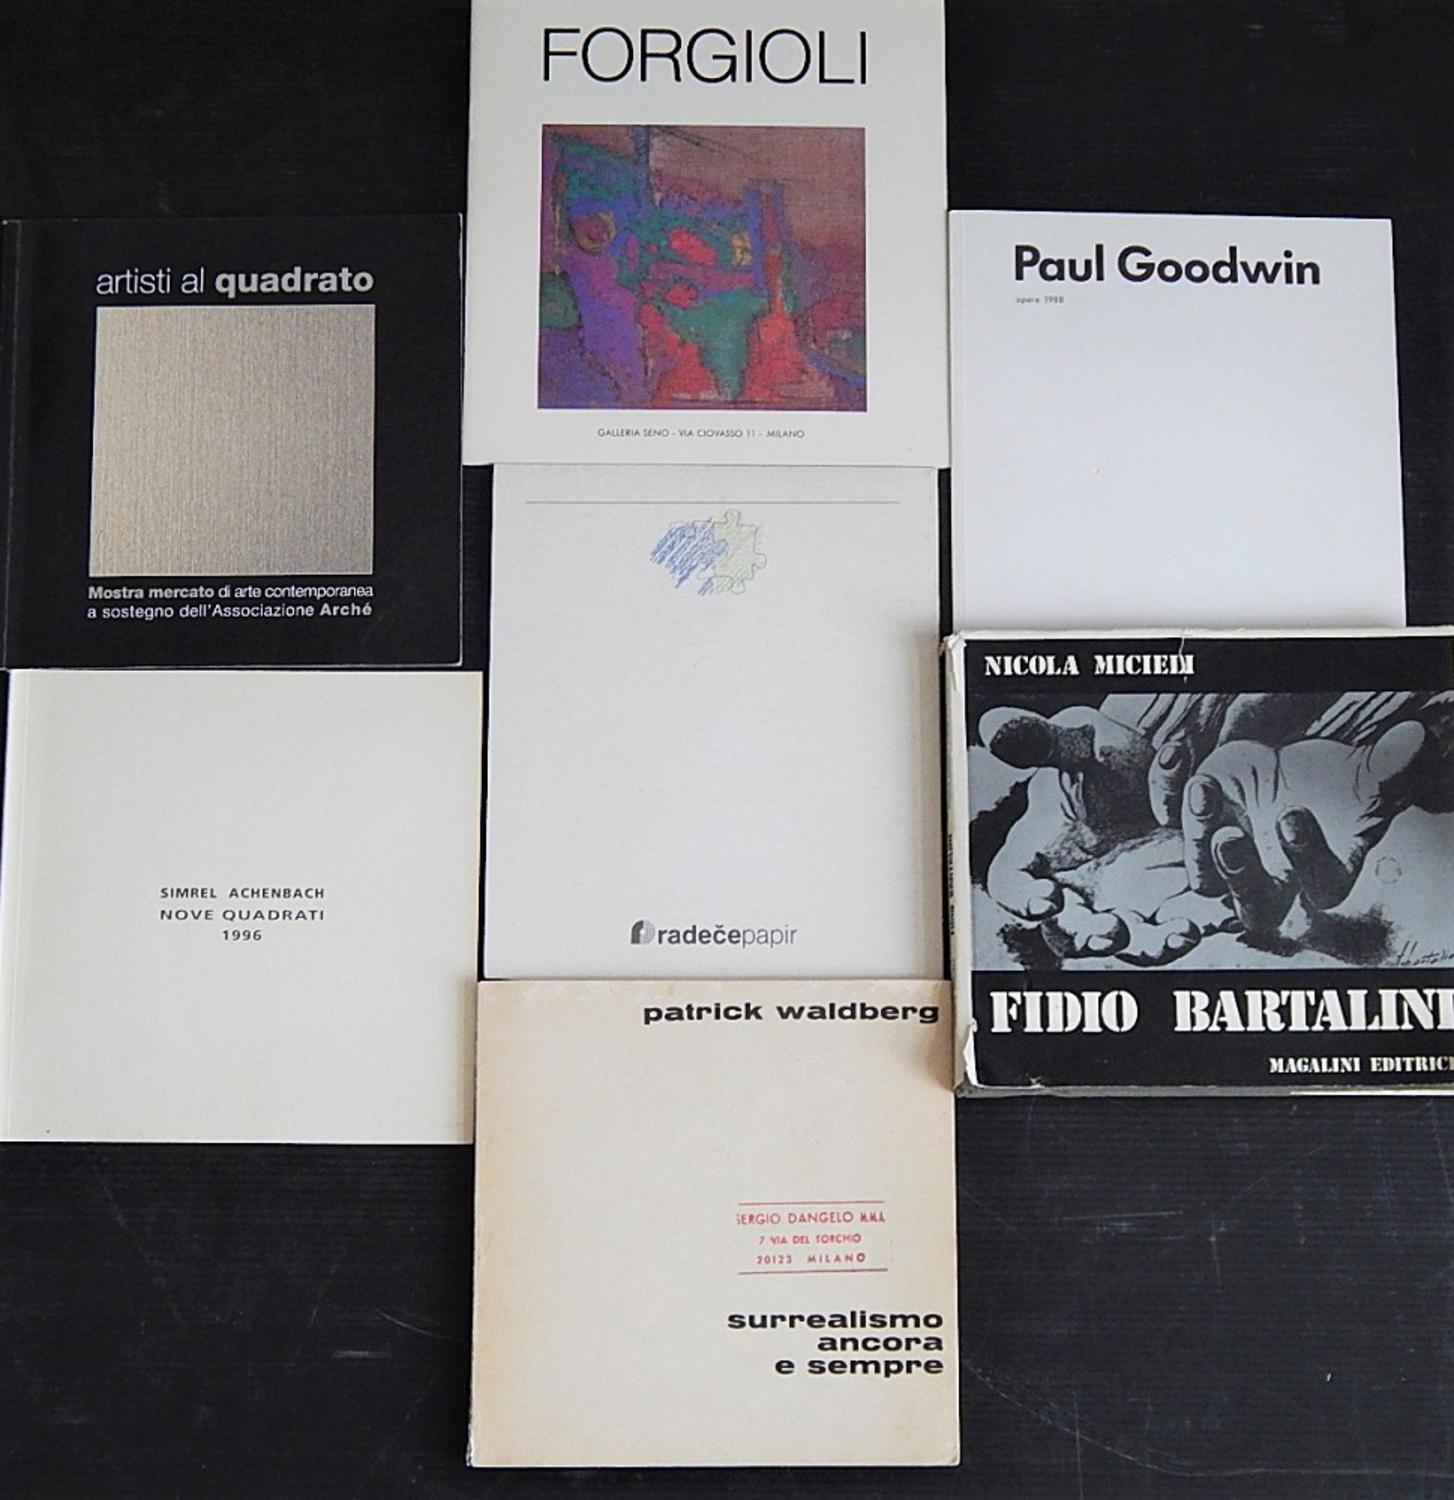 FORGIOLI
GALLERIA SENO - VIA CIOVASSO 11 - MILANO
artisti al quadrato
Mostra mercato di arte contemporanea
a sostegno dell'Associazione Arché
Paul Goodwin
opere 1988
radečepapir
NICOLA MICIELI
FIDIO BARTALINI
MAGALINI EDITRICE
SIMREL ACHENBACH
NOVE QUADRATI
1996
patrick waldberg
SERGIO DANGELO M.M.A.
7 VIA DEL TORCHIO
20123 MILANO
surrealismo
ancora
e sempre